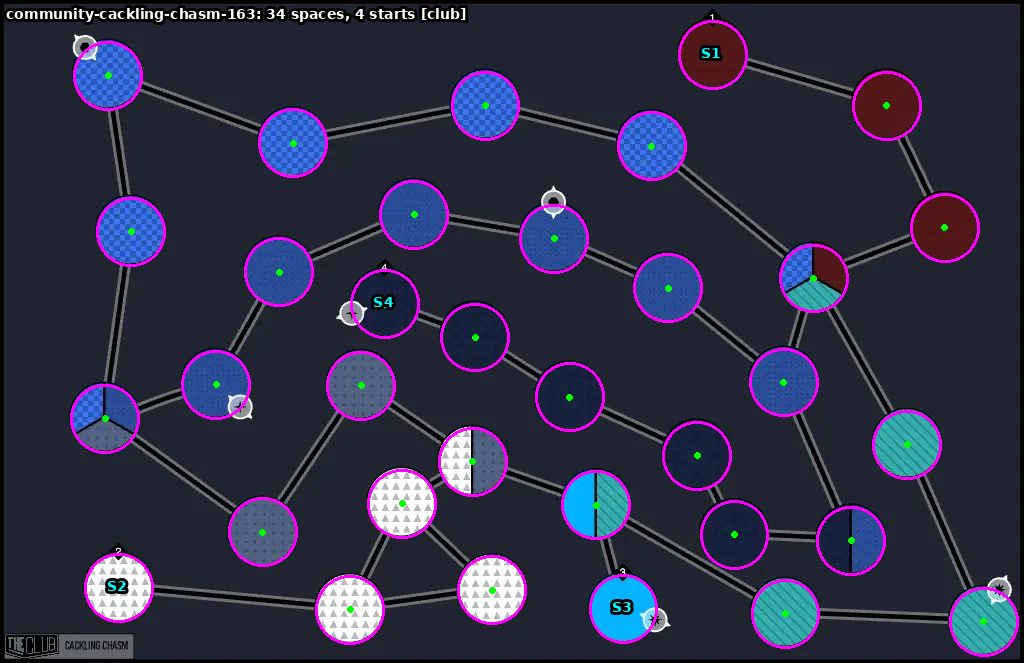 community-cackling-chasm-163: 34 spaces, 4 starts [club]
1
S1
4
S4
2
S2
3
S3
THE CLUB CACKLING CHASM